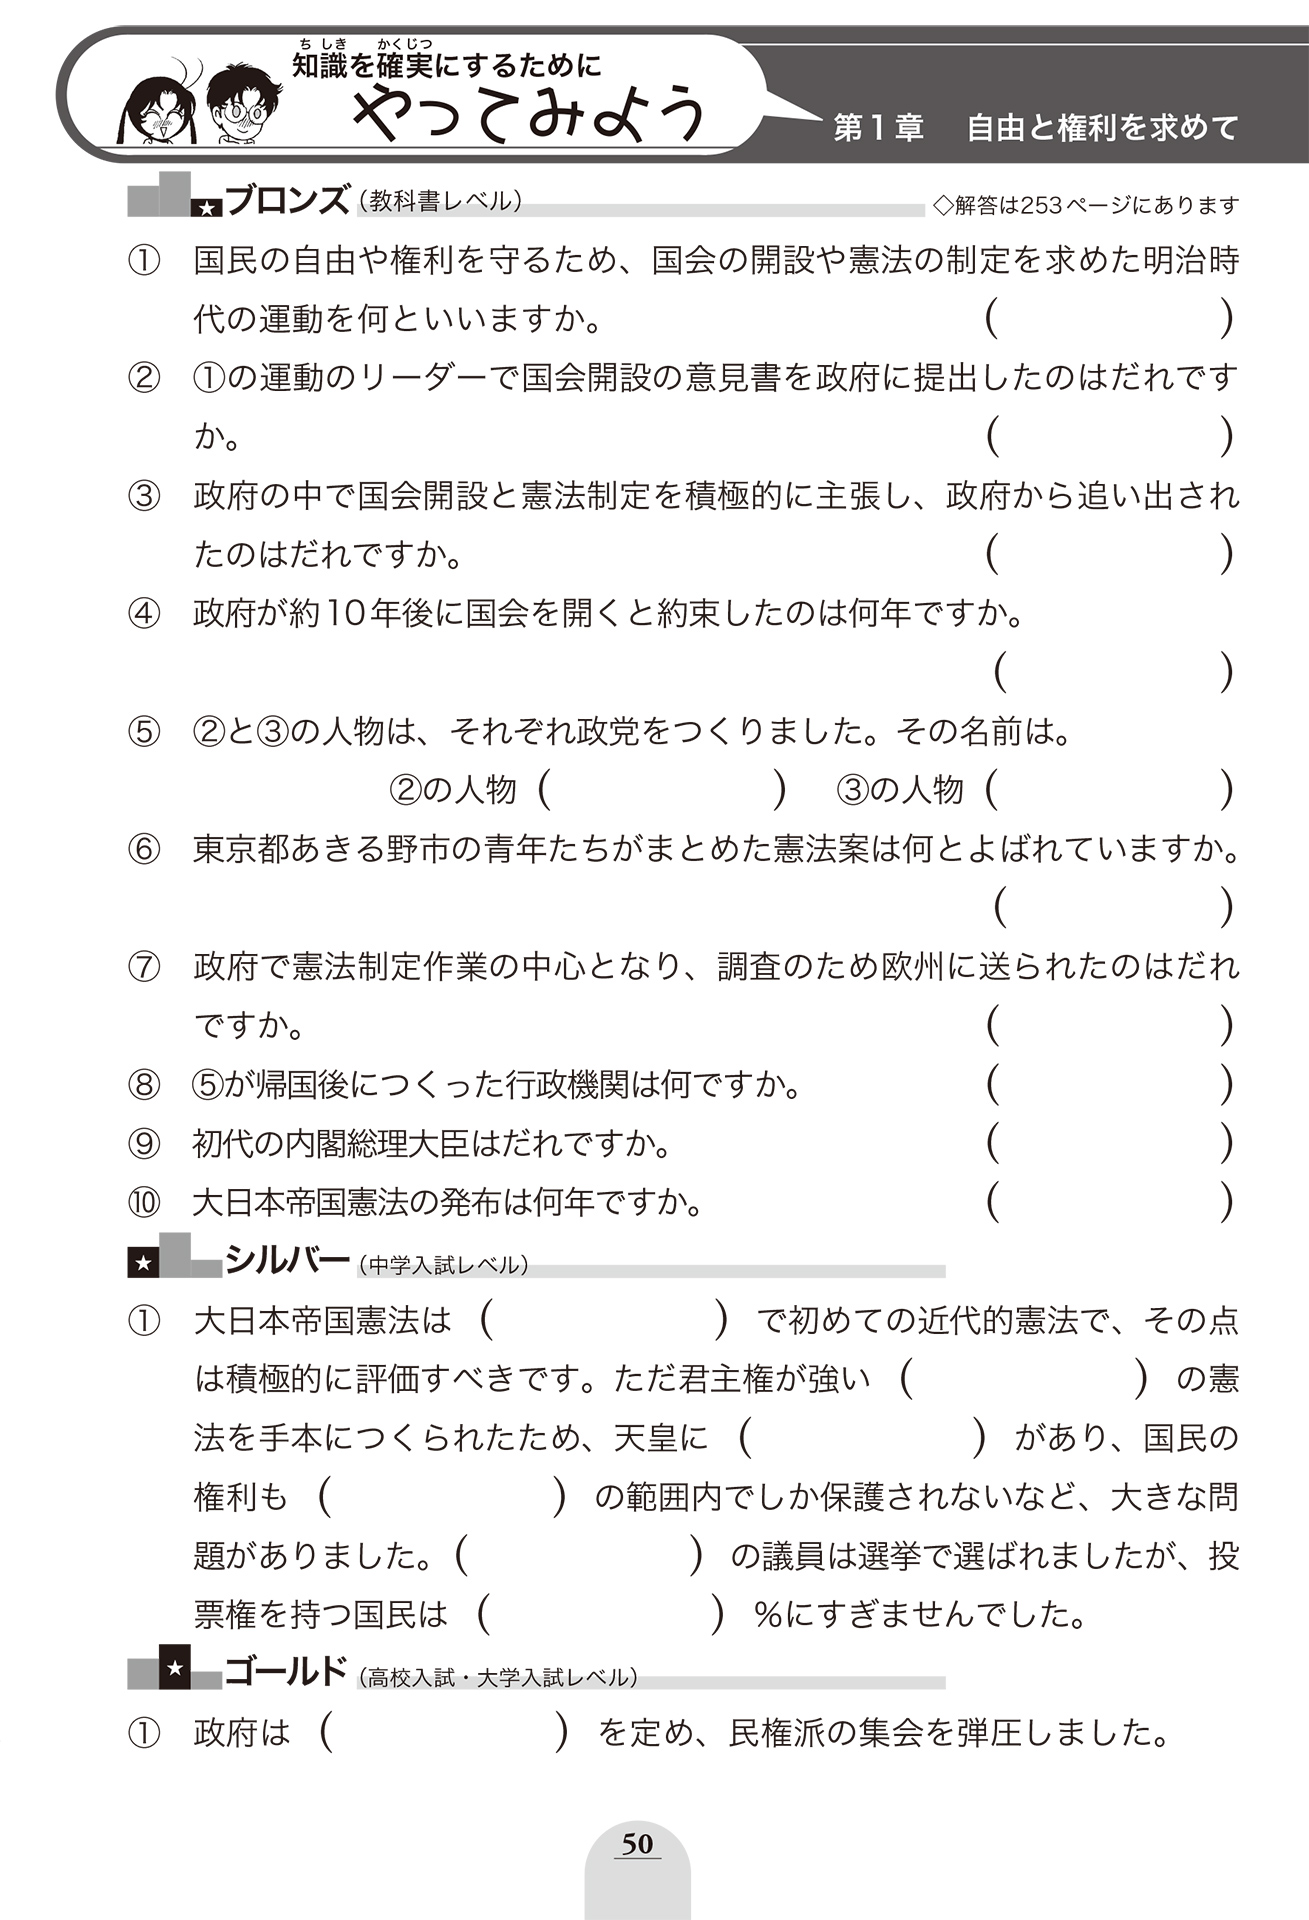 ちしき かくじつ
知識を確実にするために
やってみよう
第1章 自由と権利を求めて
★ブロンズ（教科書レベル） ◇解答は253ページにあります
① 国民の自由や権利を守るため、国会の開設や憲法の制定を求めた明治時
代の運動を何といいますか。（ ）
② ①の運動のリーダーで国会開設の意見書を政府に提出したのはだれです
か。（ ）
③ 政府の中で国会開設と憲法制定を積極的に主張し、政府から追い出され
たのはだれですか。（ ）
④ 政府が約10年後に国会を開くと約束したのは何年ですか。
（ ）
⑤ ②と③の人物は、それぞれ政党をつくりました。その名前は。
②の人物（ ） ③の人物（ ）
⑥ 東京都あきる野市の青年たちがまとめた憲法案は何とよばれていますか。
（ ）
⑦ 政府で憲法制定作業の中心となり、調査のため欧州に送られたのはだれ
ですか。（ ）
⑧ ⑤が帰国後につくった行政機関は何ですか。（ ）
⑨ 初代の内閣総理大臣はだれですか。（ ）
⑩ 大日本帝国憲法の発布は何年ですか。（ ）
★シルバー（中学入試レベル）
① 大日本帝国憲法は（ ）で初めての近代的憲法で、その点
は積極的に評価すべきです。ただ君主権が強い（ ）の憲
法を手本につくられたため、天皇に（ ）があり、国民の
権利も（ ）の範囲内でしか保護されないなど、大きな問
題がありました。（ ）の議員は選挙で選ばれましたが、投
票権を持つ国民は（ ）％にすぎませんでした。
★ゴールド（高校入試・大学入試レベル）
① 政府は（ ）を定め、民権派の集会を弾圧しました。
50